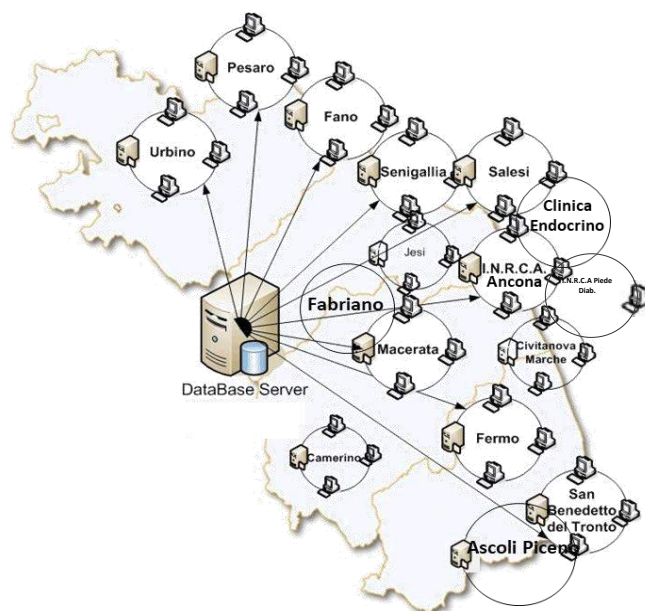 Pesaro
Fano
Urbino
Senigallia
Salesi
Clinica
Endocrino
Jesi
I.N.R.C.A.
Ancona
I.N.R.C.A Piede
Diab.
Fabriano
Macerata
Civitanova
Marche
DataBase Server
Fermo
Camerino
San
Benedetto
del Tronto
Ascoli Piceno